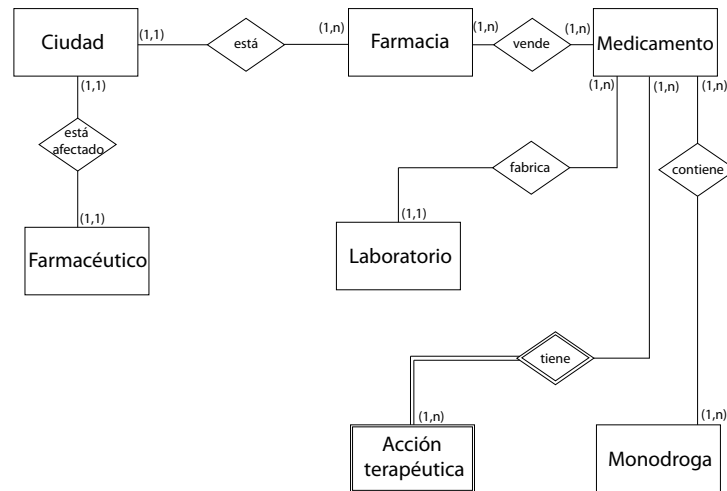 Ciudad
(1,1)
está
(1,n)
Farmacia
(1,n)
vende
(1,n)
Medicamento
(1,1)
(1,n)
(1,n)
(1,n)
está
afectado
fabrica
contiene
(1,1)
Farmacéutico
(1,1)
Laboratorio
tiene
(1,n)
Acción
terapéutica
(1,n)
Monodroga